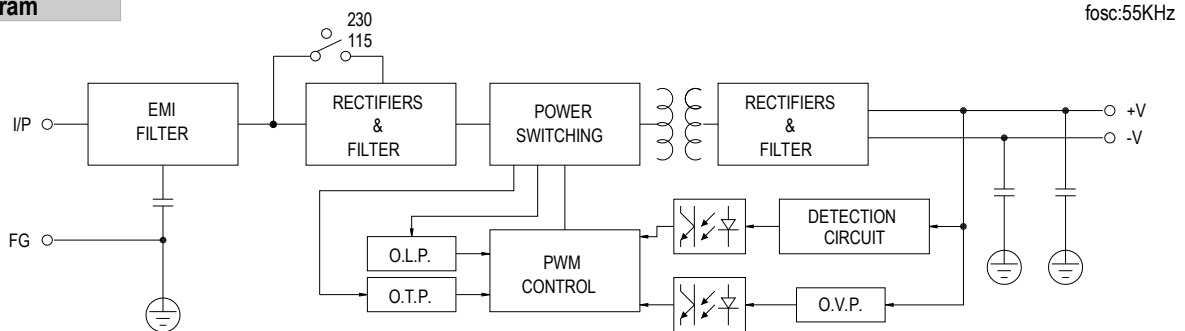 ram
fosc:55KHz
230
115
I/P
EMI
FILTER
RECTIFIERS
&
FILTER
POWER
SWITCHING
RECTIFIERS
&
FILTER
+V
-V
FG
O.L.P.
O.T.P.
PWM
CONTROL
DETECTION
CIRCUIT
O.V.P.